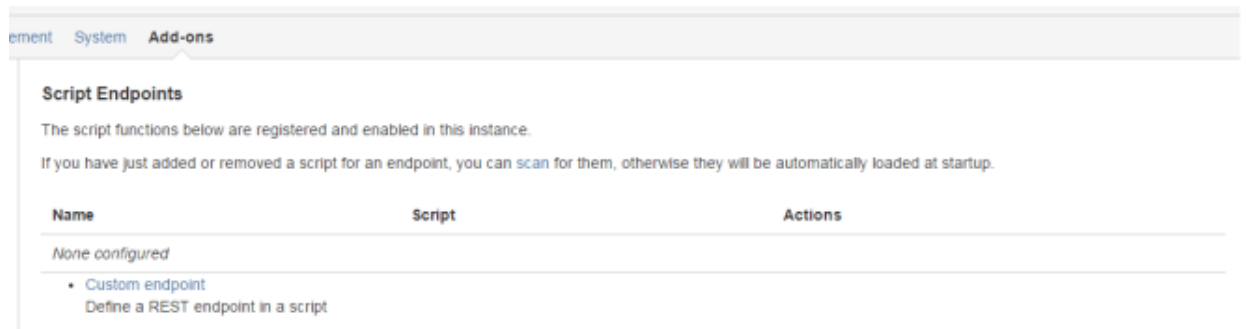 ement System Add-ons
Script Endpoints
The script functions below are registered and enabled in this instance.
If you have just added or removed a script for an endpoint, you can scan for them, otherwise they will be automatically loaded at startup.
Name Script Actions
None configured
• Custom endpoint
Define a REST endpoint in a script